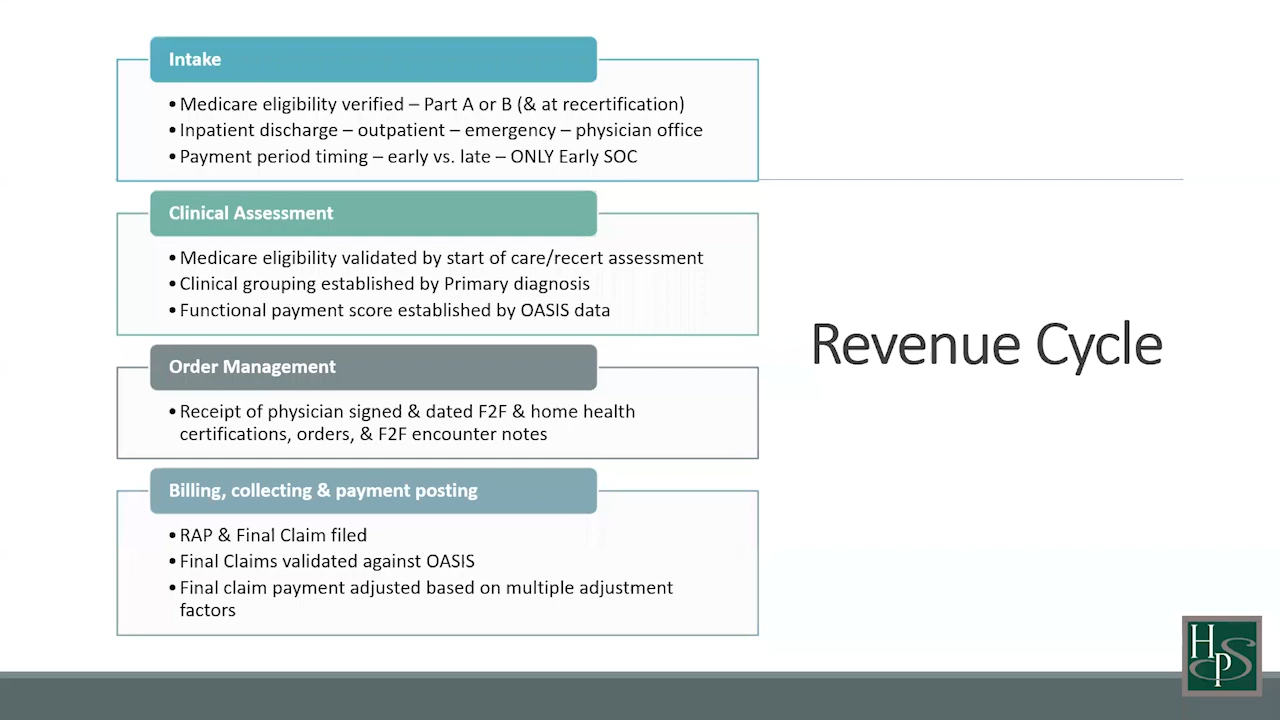 Intake
• Medicare eligibility verified – Part A or B (& at recertification)
• Inpatient discharge – outpatient – emergency – physician office
• Payment period timing – early vs. late – ONLY Early SOC
Clinical Assessment
• Medicare eligibility validated by start of care/recert assessment
• Clinical grouping established by Primary diagnosis
• Functional payment score established by OASIS data
Order Management
• Receipt of physician signed & dated F2F & home health
certifications, orders, & F2F encounter notes
Billing, collecting & payment posting
• RAP & Final Claim filed
• Final Claims validated against OASIS
• Final claim payment adjusted based on multiple adjustment
factors
Revenue Cycle
HPS